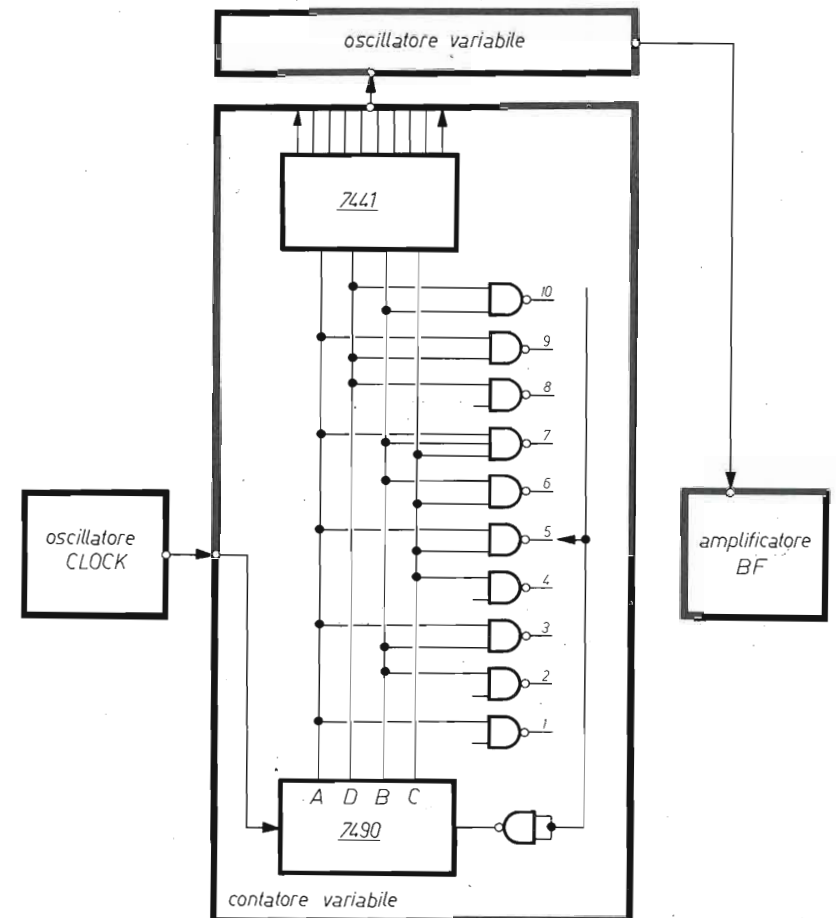 oscillatore variabile
7441
10
9
8
7
6
oscillatore
CLOCK
5
amplificatore
BF
4
3
2
1
A D B C
7490
contatore variabile